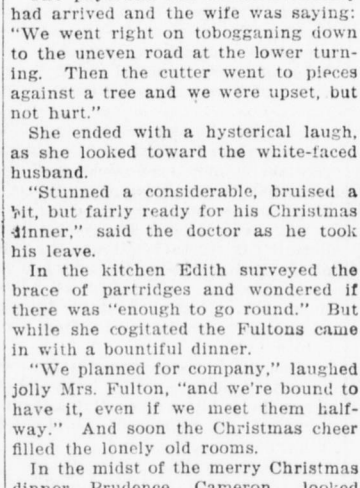 had arrived and the wife was saying:
"We went right on tobogganing down
to the uneven road at the lower turn-
ing. Then the cutter went to pieces
against a tree and we were upset, but
not hurt."
She ended with a hysterical laugh,
as she looked toward the white-faced
husband.
"Stunned a considerable, bruised a
bit, but fairly ready for his Christmas
dinner," said the doctor as he took
his leave.
In the kitchen Edith surveyed the
brace of partridges and wondered if
there was "enough to go round." But
while she cogitated the Fultons came
in with a bountiful dinner.
"We planned for company," laughed
jolly Mrs. Fulton, "and we're bound to
have it, even if we meet them half-
way." And soon the Christmas cheer
filled the lonely old rooms.
In the midst of the merry Christmas
dinner Prudence Cameron looked